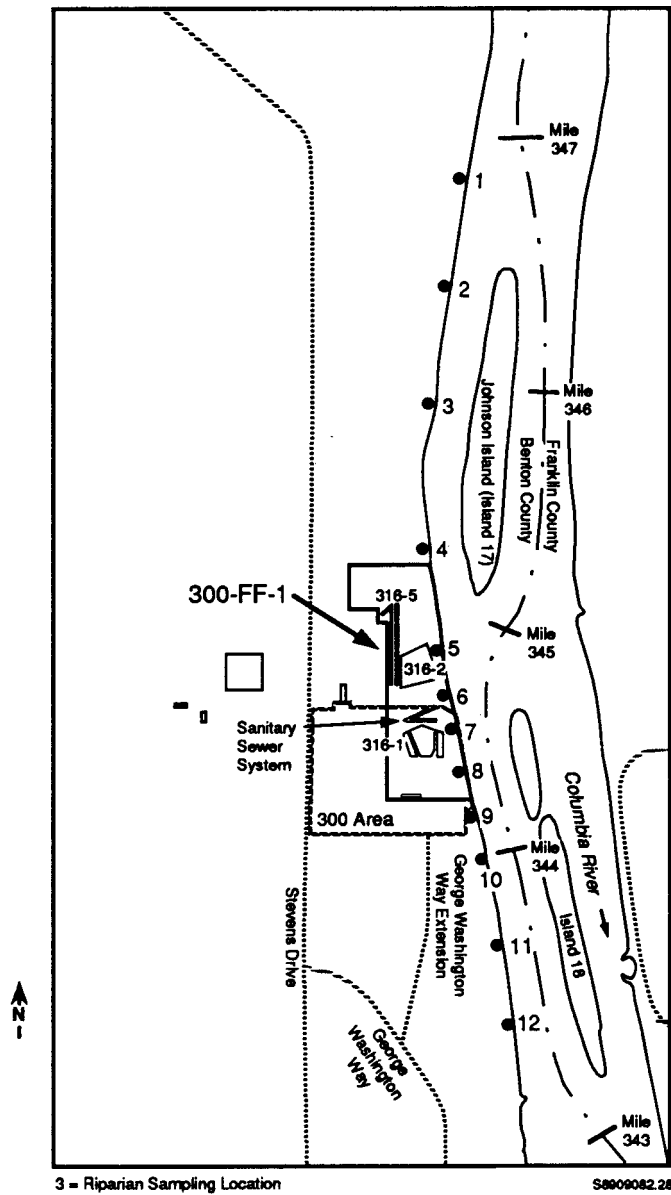 Mile
347
1
2
3
Johnson Island (Island 17)
Mile
346
Franklin County
Benton County
4
300-FF-1
316-5
5
Mile
345
316-2
6
Sanitary
Sewer
System
7
316-1
8
300 Area
9
Mile
344
10
Columbia River
Island 18
George Washington
Way Extension
Stevens Drive
11
12
George
Washington
Way
N
Mile
343
3 = Riparian Sampling Location